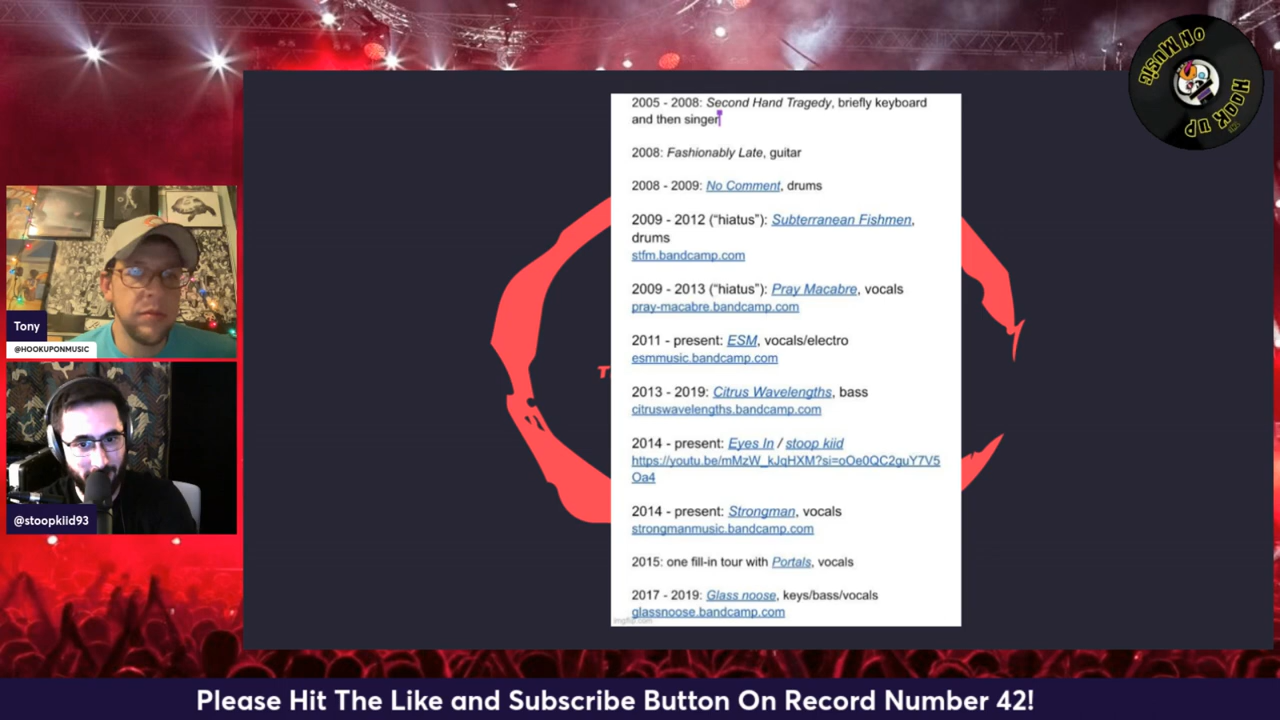 ON MUSIC
HOOK UP
2005 - 2008: Second Hand Tragedy, briefly keyboard
and then singer
2008: Fashionably Late, guitar
2008 - 2009: No Comment, drums
2009 - 2012 (“hiatus”): Subterranean Fishmen,
drums
stfm.bandcamp.com
2009 - 2013 (“hiatus”): Pray Macabre, vocals
pray-macabre.bandcamp.com
2011 - present: ESM, vocals/electro
esmmusic.bandcamp.com
2013 - 2019: Citrus Wavelengths, bass
citruswavelengths.bandcamp.com
2014 - present: Eyes In / stoop kiid
https://youtu.be/mMzW_kJqHXM?si=oOe0QC2guY7V5
Oa4
2014 - present: Strongman, vocals
strongmanmusic.bandcamp.com
2015: one fill-in tour with Portals, vocals
2017 - 2019: Glass noose, keys/bass/vocals
glassnoose.bandcamp.com
imgflip.com
T
Tony
@HOOKUPONMUSIC
@stoopkiid93
Please Hit The Like and Subscribe Button On Record Number 42!